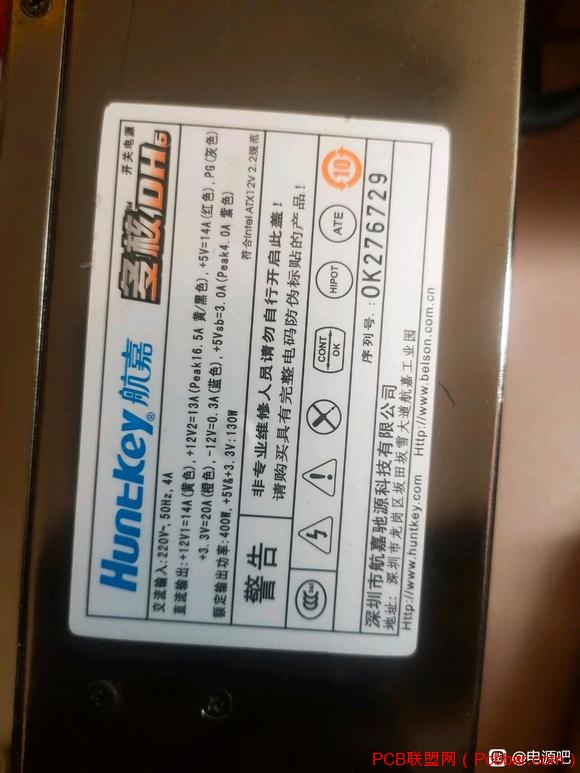 Huntkey® 航嘉 多核DH6 开关电源
交流输入:220V~,50Hz,4A
直流输出:+12V1=14A(黄色),+12V2=13A(Peak16.5A 黄/黑色),+5V=14A(红色),PG(灰色)
+3.3V=20A(橙色),-12V=0.3A(蓝色),+5Vsb=3.0A(Peak4.0A 紫色)
额定输出功率:400W,+5V&+3.3V:130W
符合Intel ATX12V 2.2规范
警告
非专业维修人员请勿自行开启此盖!
请购买具有完整电码防伪标贴的产品!
CCC
CONT
OK
HIPOT
ATE
10
序列号:0K276729
深圳市航嘉驰源科技有限公司
地址:深圳市龙岗区坂田坂雪大道航嘉工业园
Http://www.huntkey.com Http://www.belson.com.cn
@电源吧